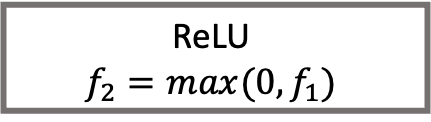 ReLU
f₂ = max(0, f₁)